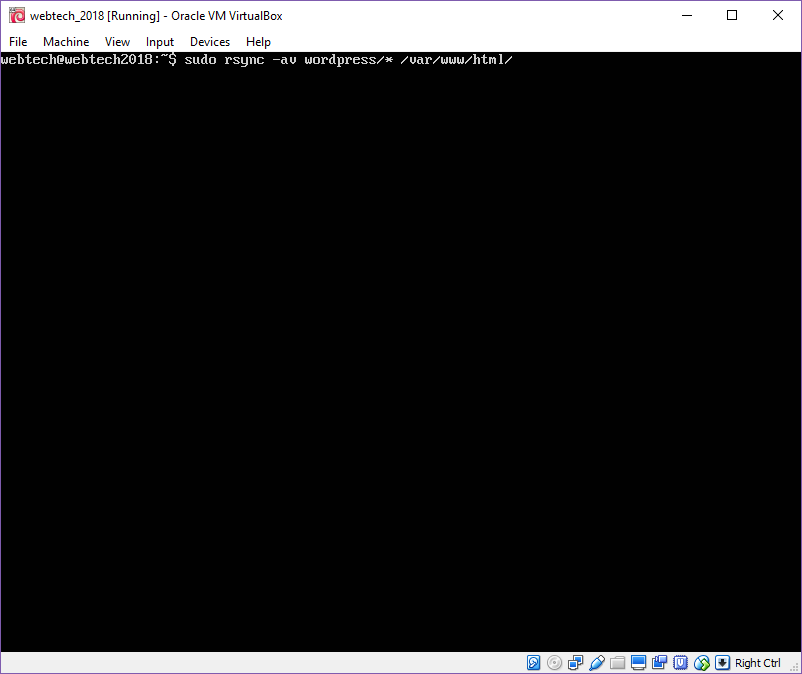 webtech_2018 [Running] - Oracle VM VirtualBox
File Machine View Input Devices Help
webtech@webtech2018:~$ sudo rsync -av wordpress/* /var/www/html/
Right Ctrl